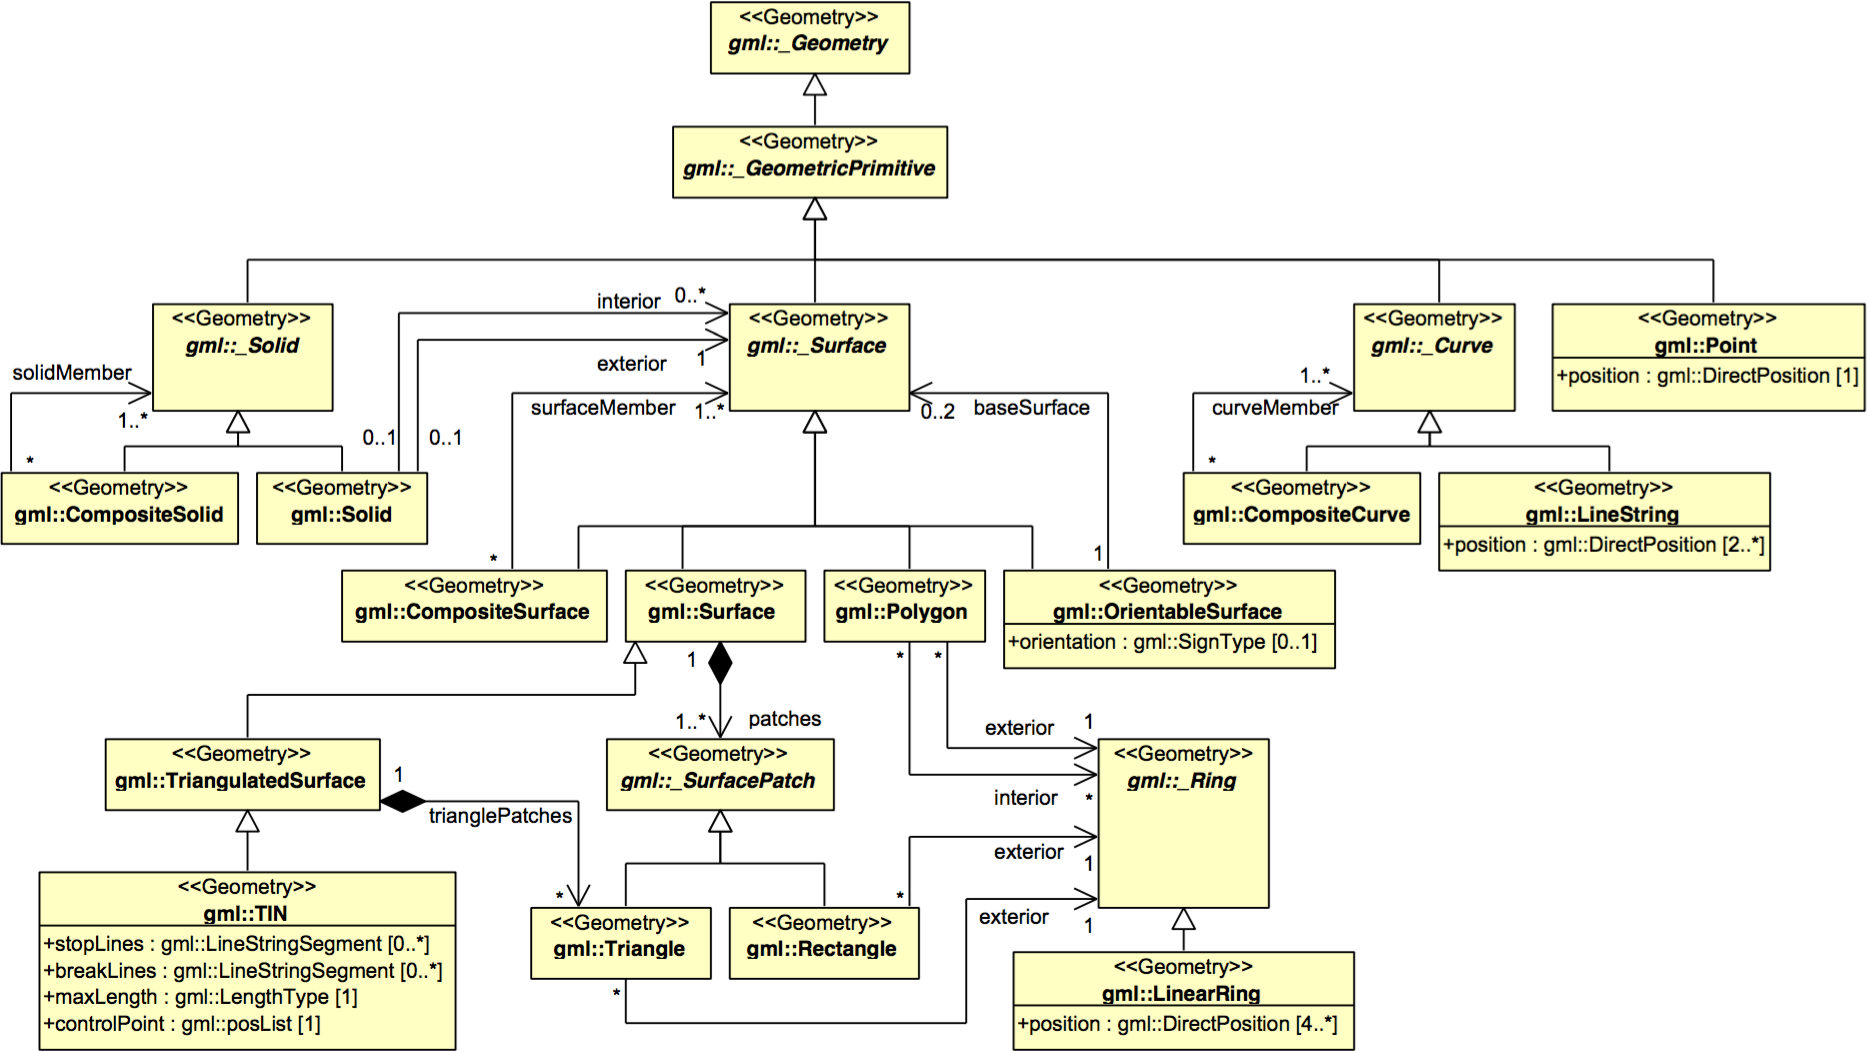 <<Geometry>>
gml::_Geometry
<<Geometry>>
gml::_GeometricPrimitive
<<Geometry>>
gml::_Solid
solidMember
1..*
*
<<Geometry>>
gml::CompositeSolid
<<Geometry>>
gml::Solid
0..1
0..1
interior
0..*
exterior
1
surfaceMember
1..*
<<Geometry>>
gml::_Surface
0..2
baseSurface
<<Geometry>>
gml::_Curve
1..*
curveMember
*
<<Geometry>>
gml::Point
+position : gml::DirectPosition [1]
<<Geometry>>
gml::CompositeCurve
<<Geometry>>
gml::LineString
+position : gml::DirectPosition [2..*]
*
<<Geometry>>
gml::CompositeSurface
<<Geometry>>
gml::Surface
<<Geometry>>
gml::Polygon
1
<<Geometry>>
gml::OrientableSurface
+orientation : gml::SignType [0..1]
1
1..*
patches
*
*
exterior
1
interior
*
<<Geometry>>
gml::TriangulatedSurface
1
trianglePatches
*
<<Geometry>>
gml::_SurfacePatch
<<Geometry>>
gml::_Ring
exterior
1
*
exterior
1
<<Geometry>>
gml::TIN
+stopLines : gml::LineStringSegment [0..*]
+breakLines : gml::LineStringSegment [0..*]
+maxLength : gml::LengthType [1]
+controlPoint : gml::posList [1]
<<Geometry>>
gml::Triangle
*
<<Geometry>>
gml::Rectangle
<<Geometry>>
gml::LinearRing
+position : gml::DirectPosition [4..*]